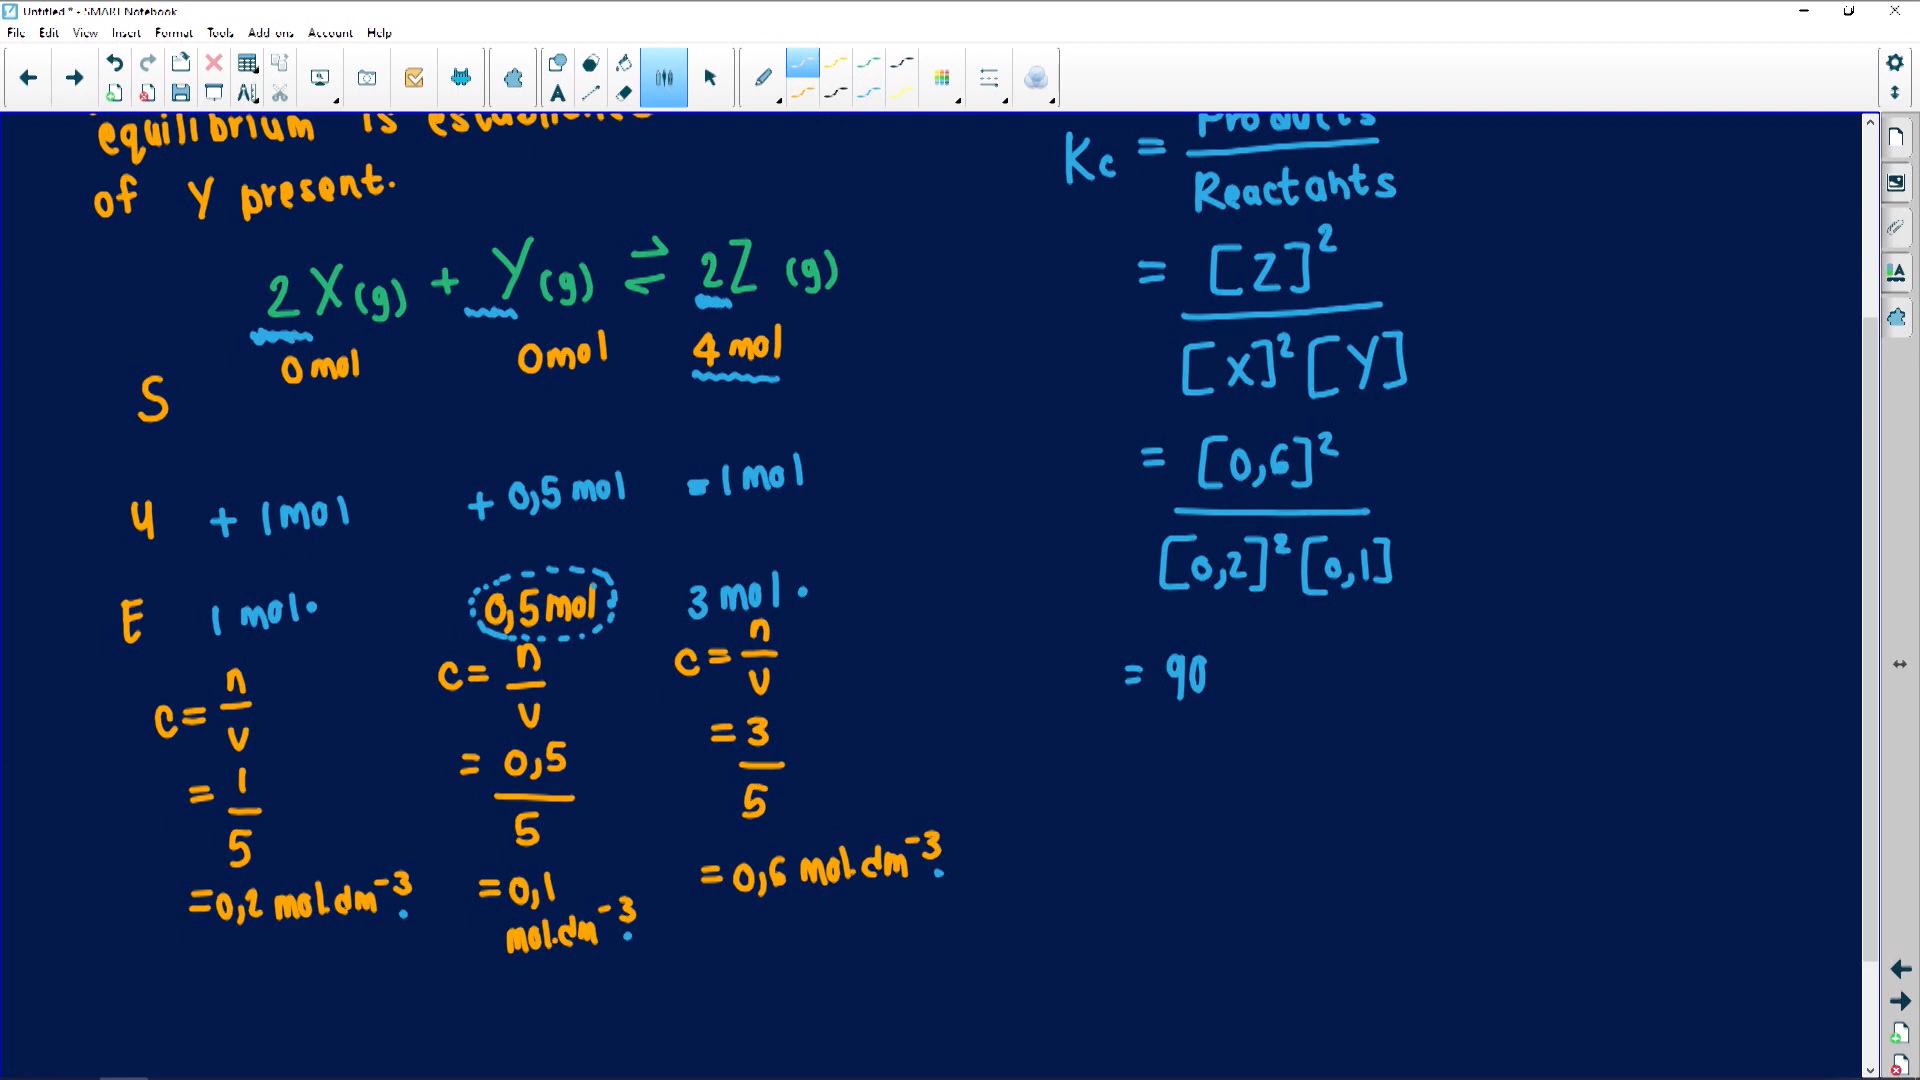 Untitled * - SMART Notebook
File Edit View Insert Format Tools Add-ons Account Help
equilibrium is
of Y present.
2X(g) + Y(g) ⇌ 2Z (g)
0 mol 0 mol 4 mol
S
U + 1 mol + 0,5 mol - 1 mol
E 1 mol. 0,5 mol 3 mol.
c = n/v c = n/v c = n/v
= 1/5 = 0,5/5 = 3/5
= 0,2 mol.dm⁻³. = 0,1 = 0,6 mol.dm⁻³.
mol.dm⁻³.
Kc = Products
Reactants
= [Z]²
[X]²[Y]
= [0,6]²
[0,2]²[0,1]
= 90